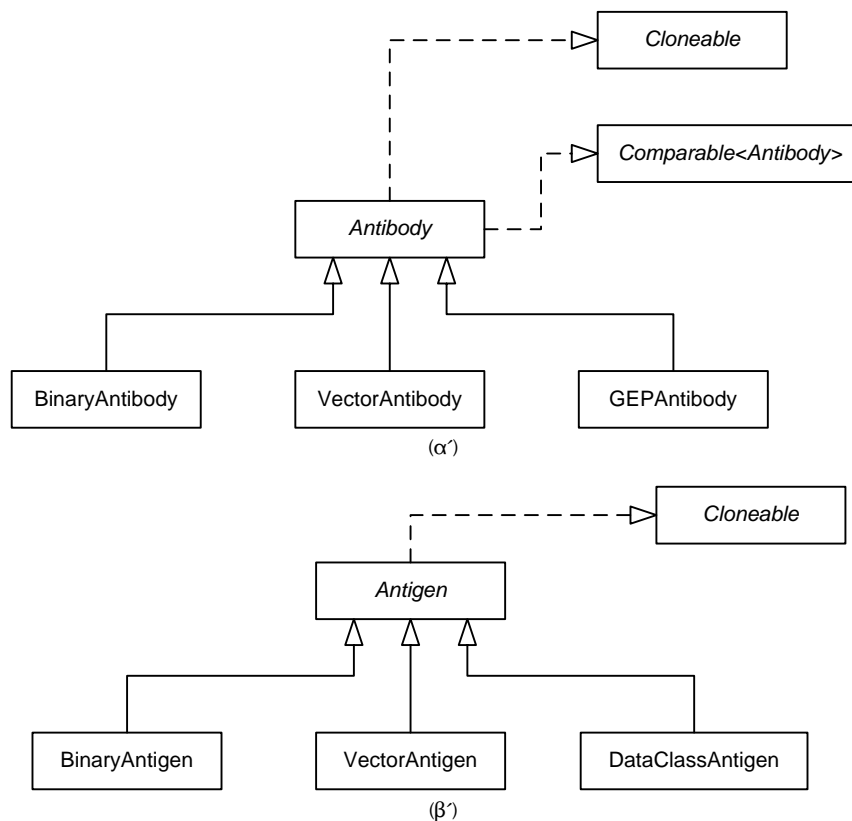 Cloneable
Comparable<Antibody>
Antibody
BinaryAntibody
VectorAntibody
GEPAntibody
(α´)
Cloneable
Antigen
BinaryAntigen
VectorAntigen
DataClassAntigen
(β´)